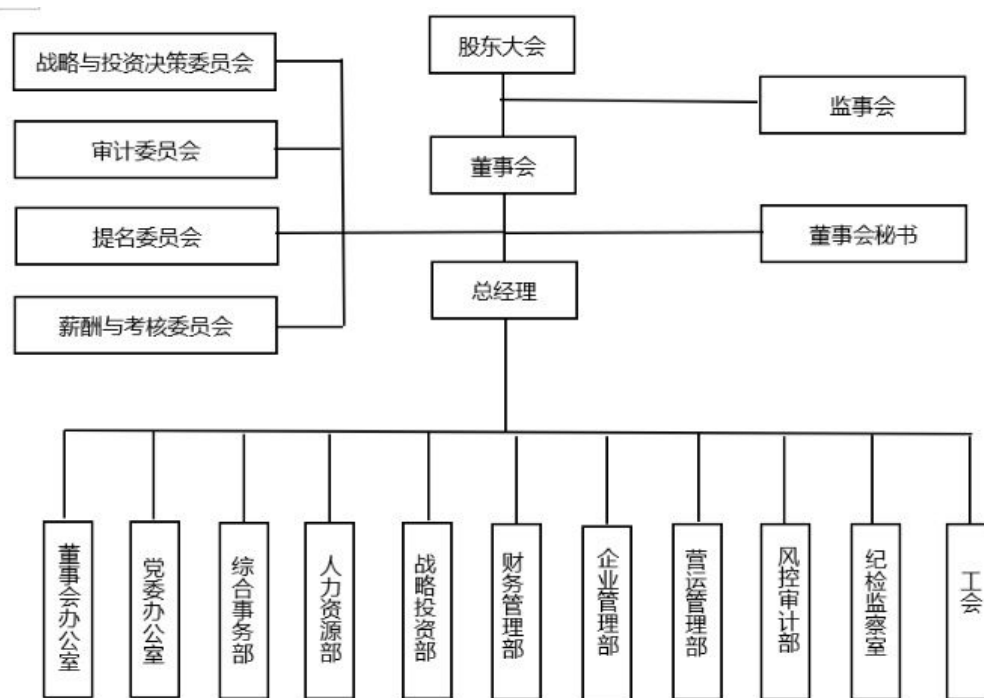 股东大会
战略与投资决策委员会
监事会
审计委员会
董事会
提名委员会
董事会秘书
总经理
薪酬与考核委员会
董事会办公室
党委办公室
综合事务部
人力资源部
战略投资部
财务管理部
企业管理部
营运管理部
风控审计部
纪检监察室
工会